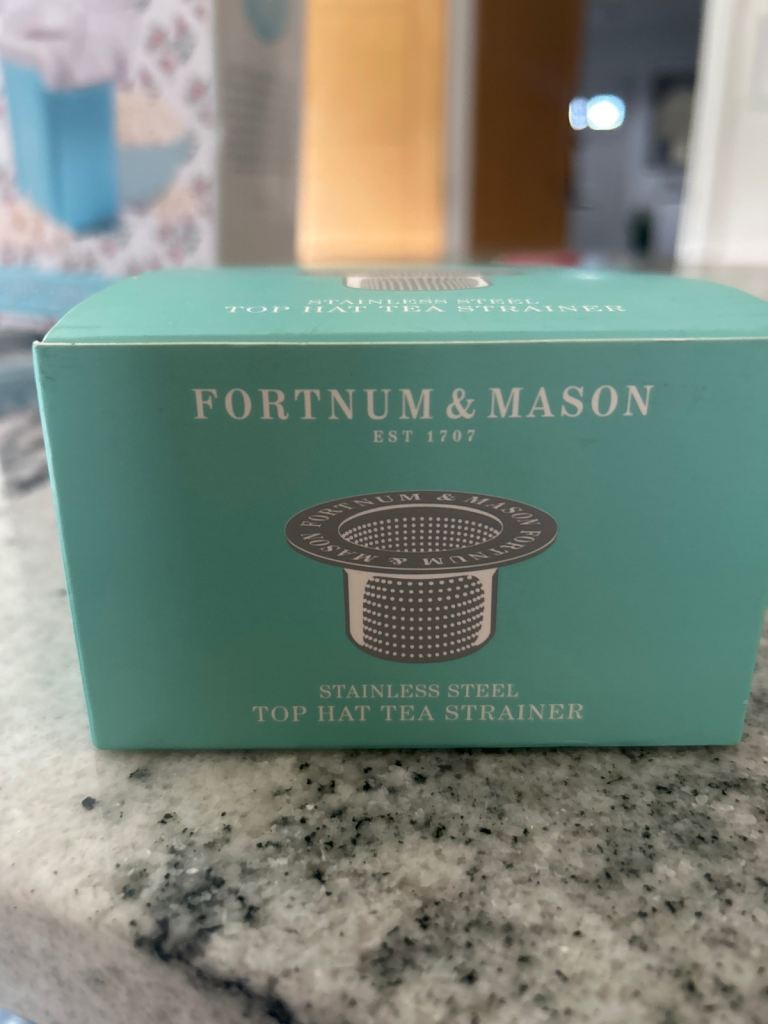 STAINLESS STEEL
TOP HAT TEA STRAINER
FORTNUM & MASON
EST 1707
FORTNUM & MASON FORTNUM & MASON
STAINLESS STEEL
TOP HAT TEA STRAINER